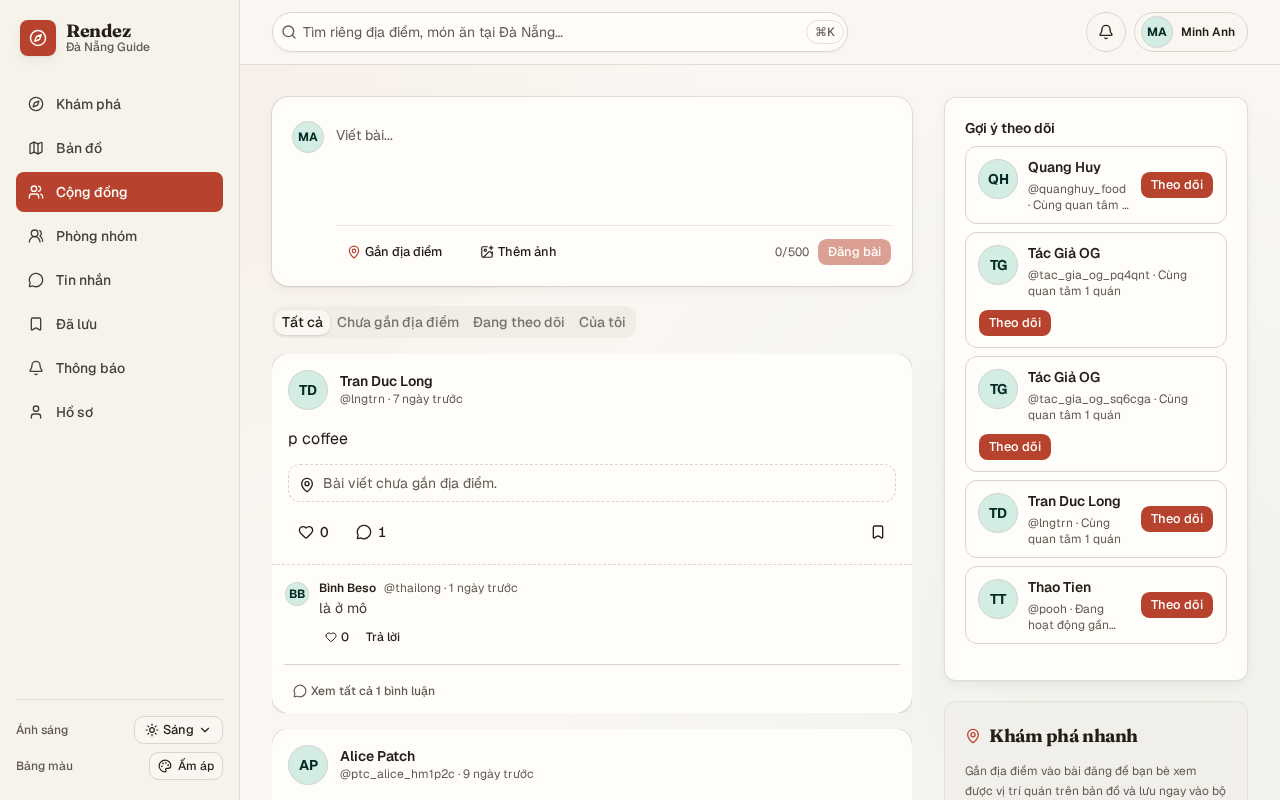 Rendez
Đà Nẵng Guide
Khám phá
Bản đồ
Cộng đồng
Phòng nhóm
Tin nhắn
Đã lưu
Thông báo
Hồ sơ
Ánh sáng
Sáng
Bảng màu
Ấm áp
Tìm riêng địa điểm, món ăn tại Đà Nẵng…
⌘K
MA
Minh Anh
MA
Viết bài...
Gắn địa điểm
Thêm ảnh
0/500
Đăng bài
Tất cả
Chưa gắn địa điểm
Đang theo dõi
Của tôi
TD
Tran Duc Long
@lngtrn · 7 ngày trước
p coffee
Bài viết chưa gắn địa điểm.
0
1
BB
Bình Beso @thailong · 1 ngày trước
là ở mô
0
Trả lời
Xem tất cả 1 bình luận
AP
Alice Patch
@ptc_alice_hm1p2c · 9 ngày trước
Gợi ý theo dõi
QH
Quang Huy
@quanghuy_food
· Cùng quan tâm …
Theo dõi
TG
Tác Giả OG
@tac_gia_og_pq4qnt · Cùng
quan tâm 1 quán
Theo dõi
TG
Tác Giả OG
@tac_gia_og_sq6cga · Cùng
quan tâm 1 quán
Theo dõi
TD
Tran Duc Long
@lngtrn · Cùng
quan tâm 1 quán
Theo dõi
TT
Thao Tien
@pooh · Đang
hoạt động gần…
Theo dõi
Khám phá nhanh
Gắn địa điểm vào bài đăng để bạn bè xem
được vị trí quán trên bản đồ và lưu ngay vào bộ